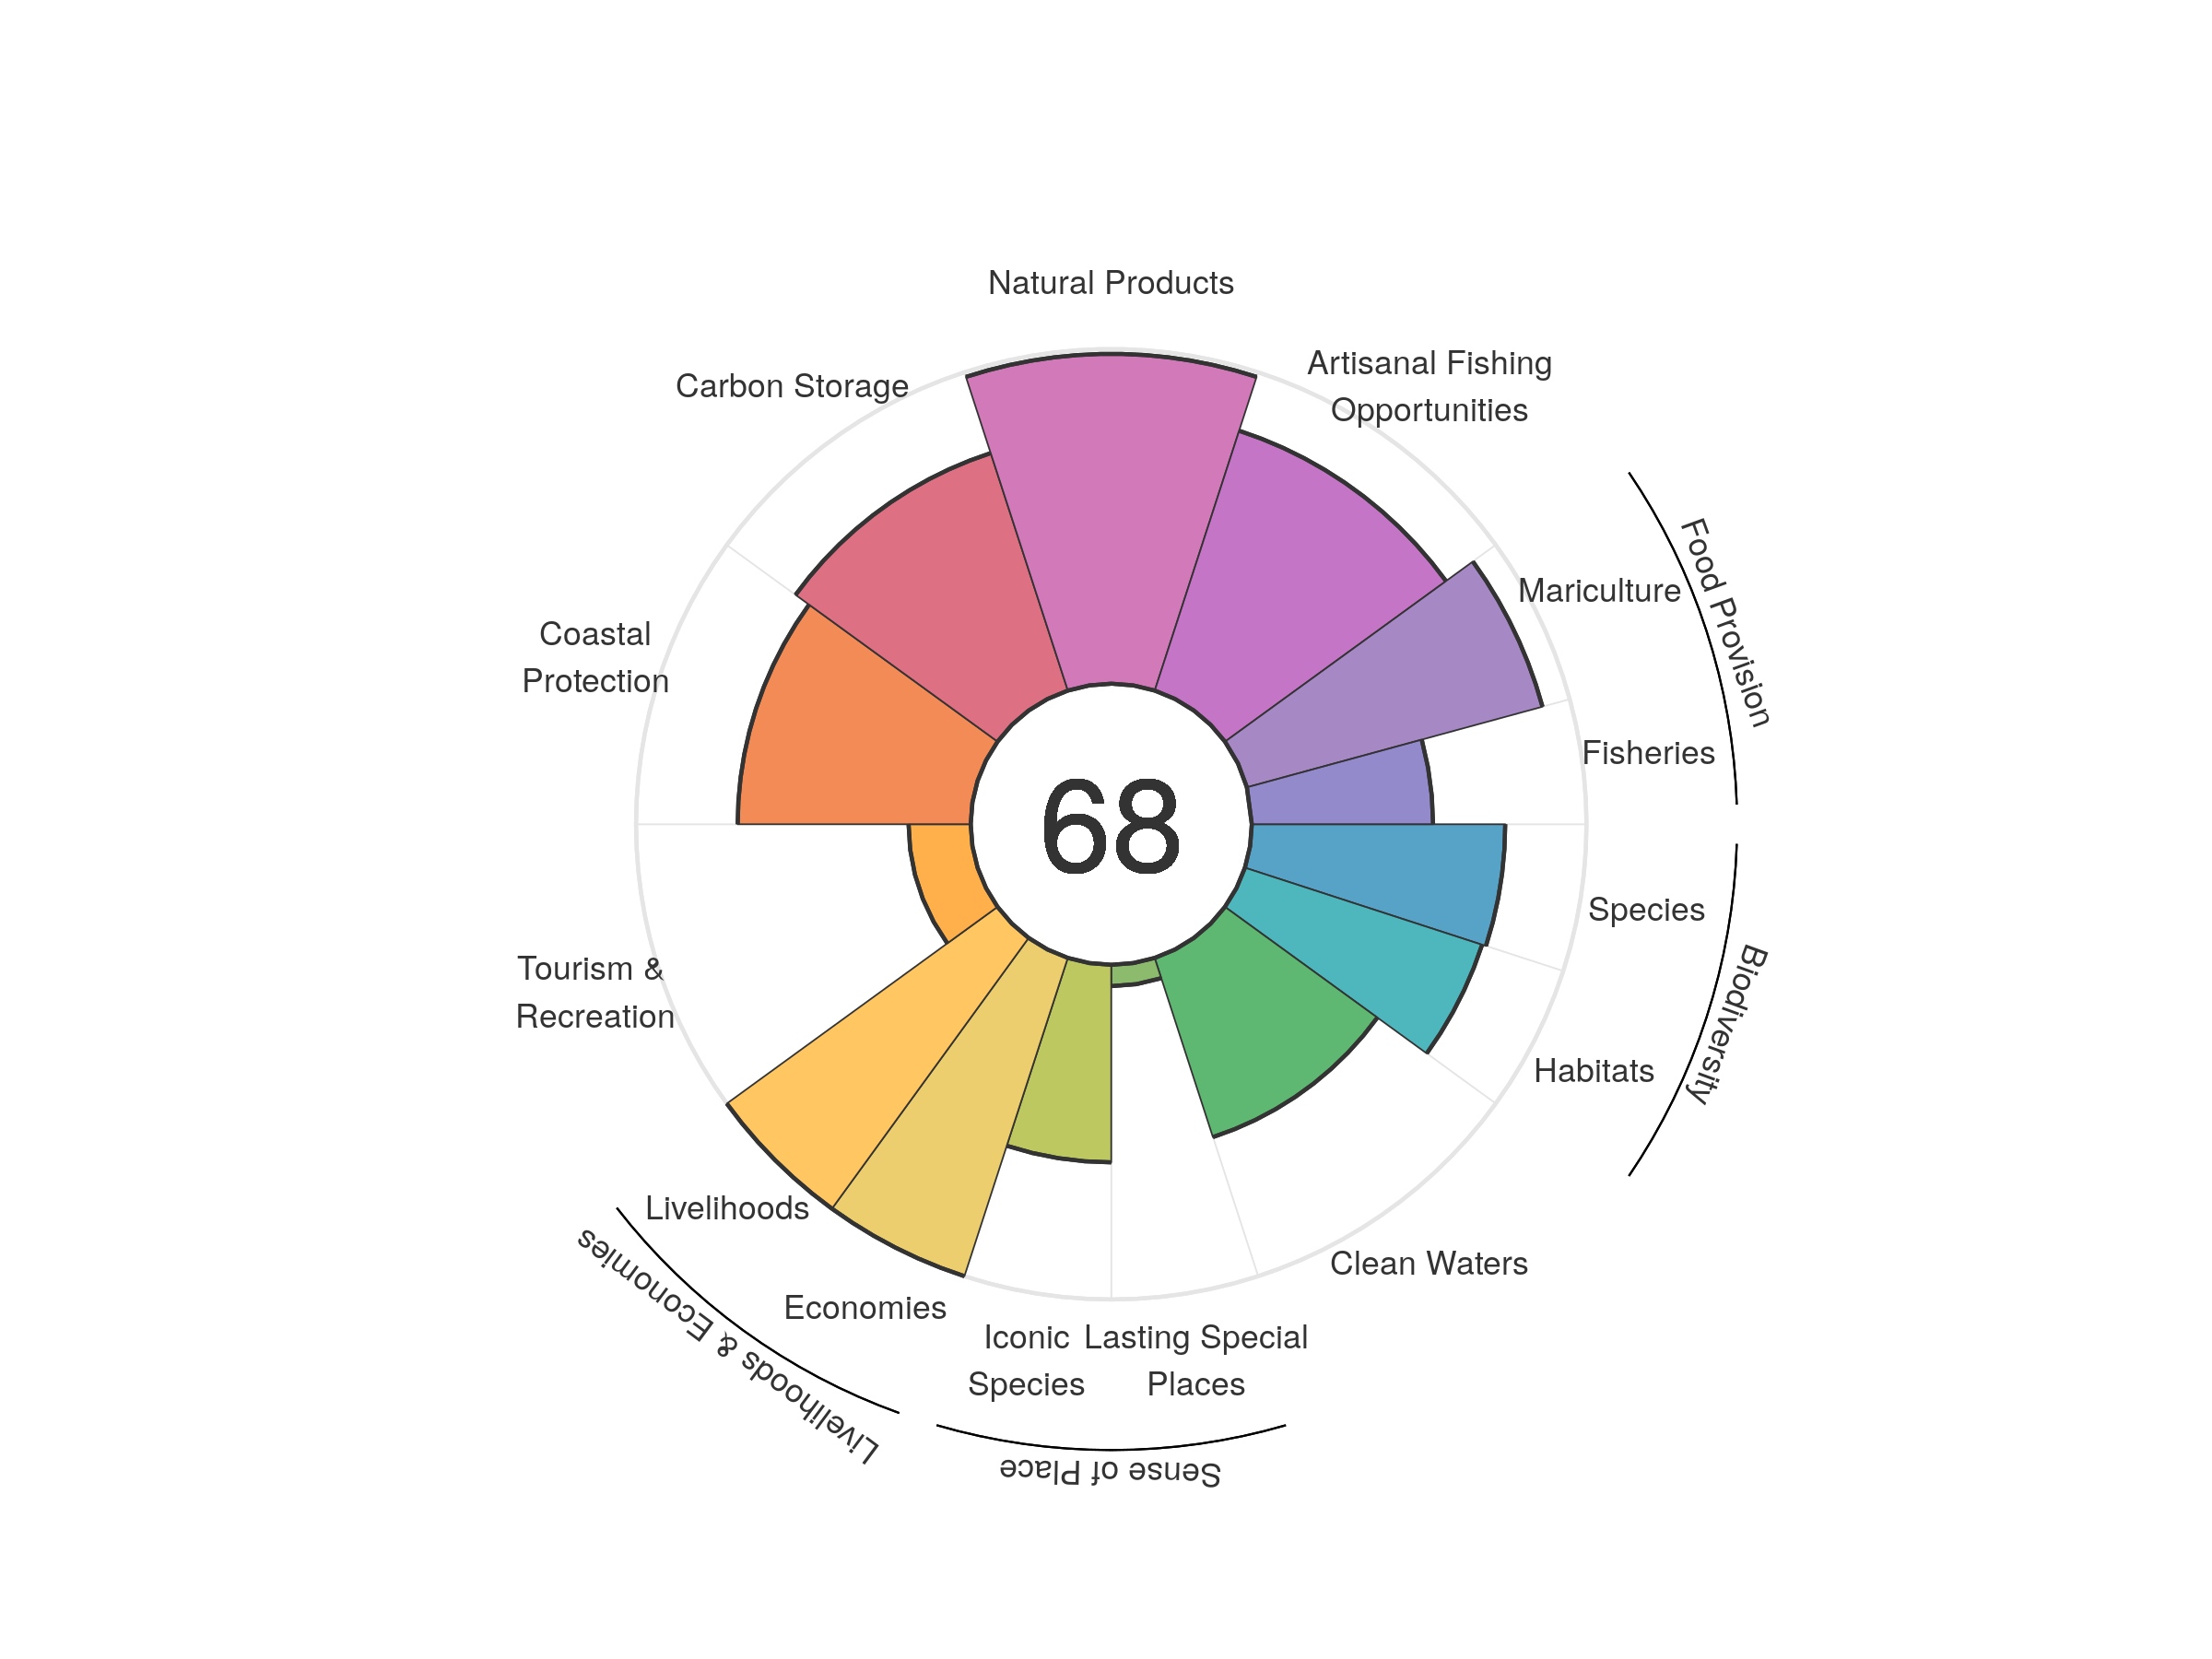 Natural Products
Carbon Storage
Artisanal Fishing
Opportunities
Food Provision
Mariculture
Coastal
Protection
Fisheries
68
Species
Biodiversity
Tourism &
Recreation
Habitats
Livelihoods
Clean Waters
Livelihoods & Economies
Economies
Iconic
Species
Lasting Special
Places
Sense of Place